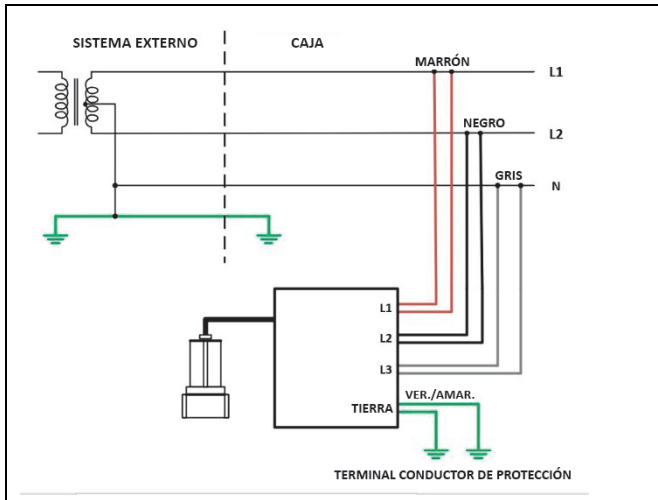 SISTEMA EXTERNO
CAJA
MARRÓN
L1
NEGRO
L2
GRIS
N
L1
L2
L3
VER./AMAR.
TIERRA
TERMINAL CONDUCTOR DE PROTECCIÓN